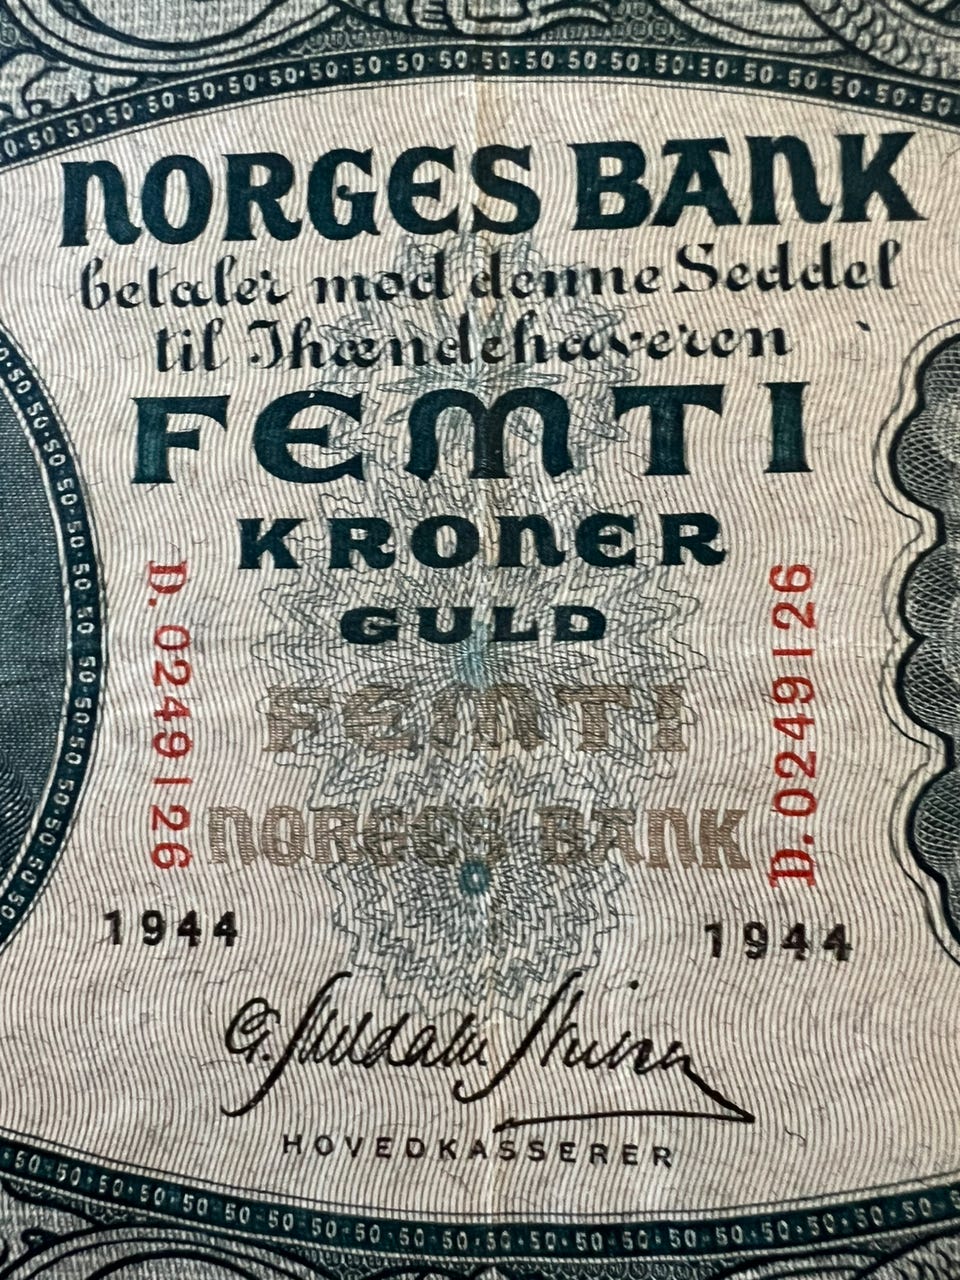 NORGES BANK
betaler mod denne Seddel
til Ihændehaveren
FEMTI
KRONER
GULD
D. 0249126
D. 0249126
FEMTI
NORGES BANK
1944 1944
HOVEDKASSERER